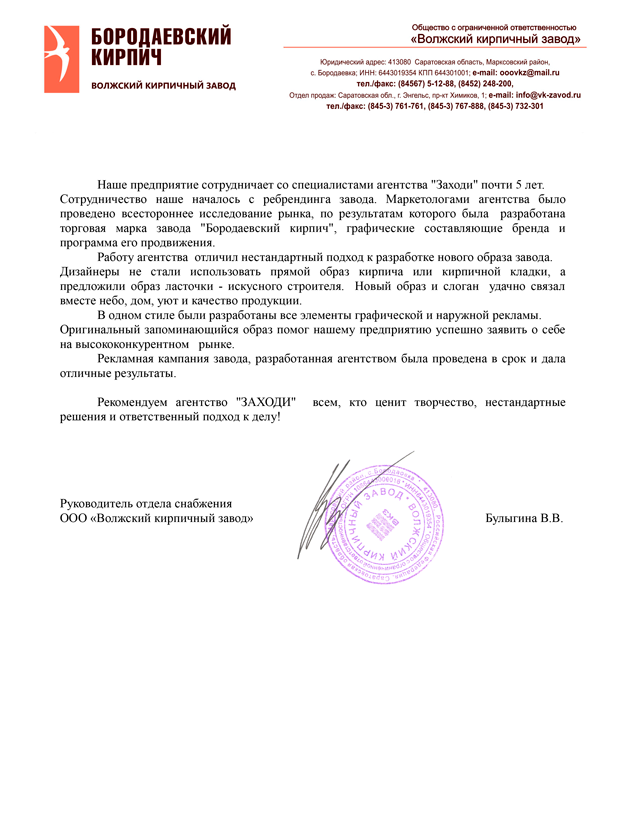 БОРОДАЕВСКИЙ
КИРПИЧ
ВОЛЖСКИЙ КИРПИЧНЫЙ ЗАВОД
Общество с ограниченной ответственностью
«Волжский кирпичный завод»
Юридический адрес: 413080 Саратовская область, Марксовский район,
с. Бородаевка; ИНН: 6443019354 КПП 644301001; e-mail: ooovkz@mail.ru
тел./факс: (84567) 5-12-88, (8452) 248-200,
Отдел продаж: Саратовская обл., г. Энгельс, пр-кт Химиков, 1; e-mail: info@vk-zavod.ru
тел./факс: (845-3) 761-761, (845-3) 767-888, (845-3) 732-301
Наше предприятие сотрудничает со специалистами агентства "Заходи" почти 5 лет.
Сотрудничество наше началось с ребрендинга завода. Маркетологами агентства было
проведено всестороннее исследование рынка, по результатам которого была разработана
торговая марка завода "Бородаевский кирпич", графические составляющие бренда и
программа его продвижения.
Работу агентства отличил нестандартный подход к разработке нового образа завода.
Дизайнеры не стали использовать прямой образ кирпича или кирпичной кладки, а
предложили образ ласточки - искусного строителя. Новый образ и слоган удачно связал
вместе небо, дом, уют и качество продукции.
В одном стиле были разработаны все элементы графической и наружной рекламы.
Оригинальный запоминающийся образ помог нашему предприятию успешно заявить о себе
на высококонкурентном рынке.
Рекламная кампания завода, разработанная агентством была проведена в срок и дала
отличные результаты.
Рекомендуем агентство "ЗАХОДИ" всем, кто ценит творчество, нестандартные
решения и ответственный подход к делу!
Руководитель отдела снабжения
ООО «Волжский кирпичный завод»
Булыгина В.В.
ВОЛЖСКИЙ КИРПИЧНЫЙ ЗАВОД
ВКЗ